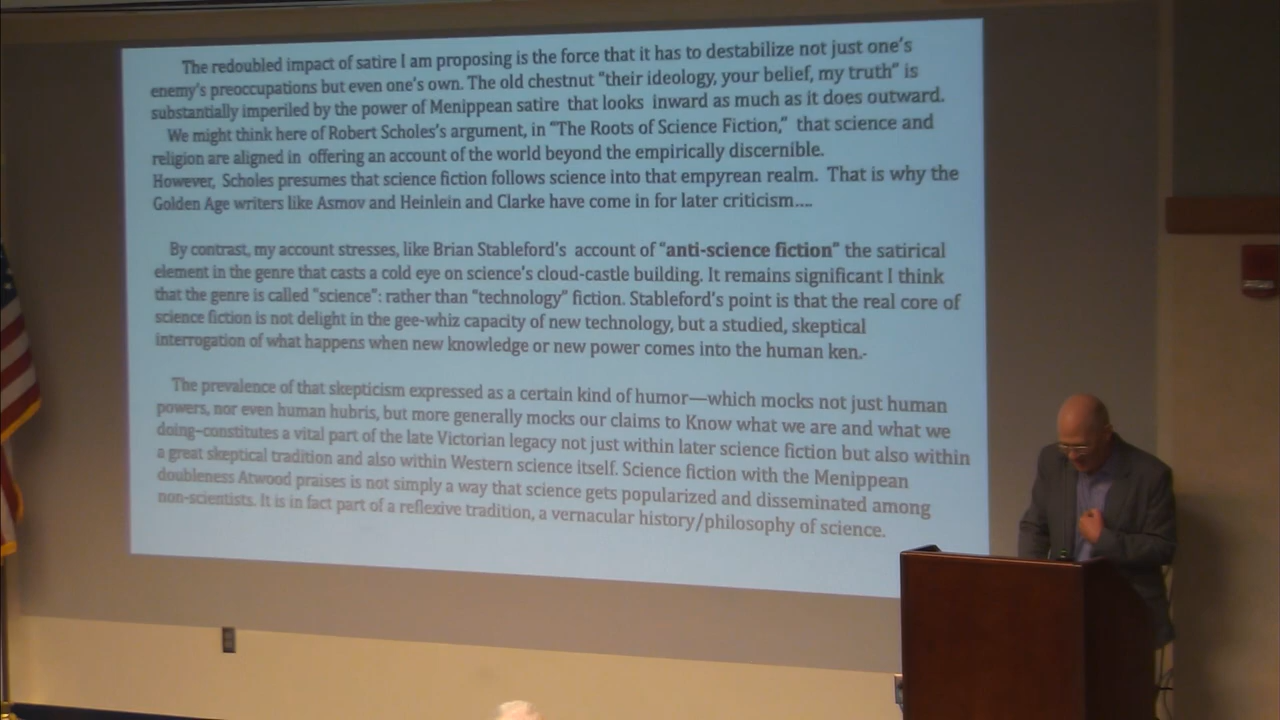 The redoubled impact of satire I am proposing is the force that it has to destabilize not just one's
enemy's preoccupations but even one's own. The old chestnut "their ideology, your belief, my truth" is
substantially imperiled by the power of Menippean satire that looks inward as much as it does outward.
We might think here of Robert Scholes's argument, in "The Roots of Science Fiction," that science and
religion are aligned in offering an account of the world beyond the empirically discernible.
However, Scholes presumes that science fiction follows science into that empyrean realm. That is why the
Golden Age writers like Asmov and Heinlein and Clarke have come in for later criticism....
By contrast, my account stresses, like Brian Stableford's account of "anti-science fiction" the satirical
element in the genre that casts a cold eye on science's cloud-castle building. It remains significant I think
that the genre is called "science": rather than "technology" fiction. Stableford's point is that the real core of
science fiction is not delight in the gee-whiz capacity of new technology, but a studied, skeptical
interrogation of what happens when new knowledge or new power comes into the human ken.-
The prevalence of that skepticism expressed as a certain kind of humor—which mocks not just human
powers, nor even human hubris, but more generally mocks our claims to Know what we are and what we
doing–constitutes a vital part of the late Victorian legacy not just within later science fiction but also within
a great skeptical tradition and also within Western science itself. Science fiction with the Menippean
doubleness Atwood praises is not simply a way that science gets popularized and disseminated among
non-scientists. It is in fact part of a reflexive tradition, a vernacular history/philosophy of science.